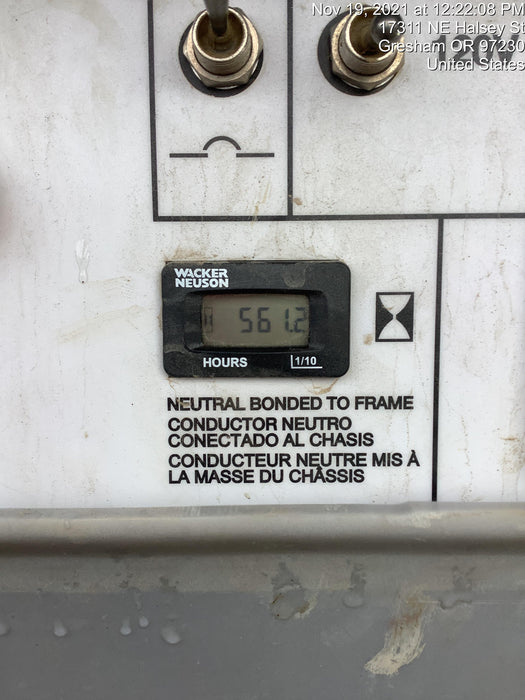 Nov 19, 2021 at 12:22:08 PM
17311 NE Halsey St
Gresham OR 97230
United States
WACKER
NEUSON
561.2
HOURS 1/10
NEUTRAL BONDED TO FRAME
CONDUCTOR NEUTRO
CONECTADO AL CHASIS
CONDUCTEUR NEUTRE MIS À
LA MASSE DU CHÂSSIS